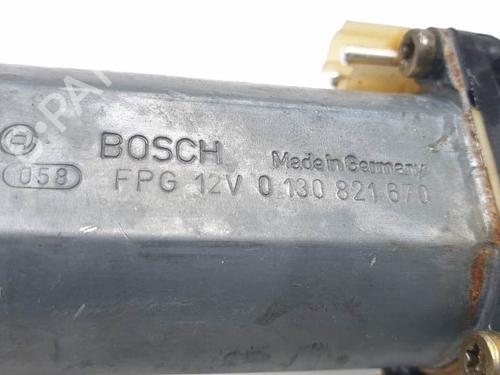 BOSCH Made in Germany
058 FPG 12V 0 130 821 670